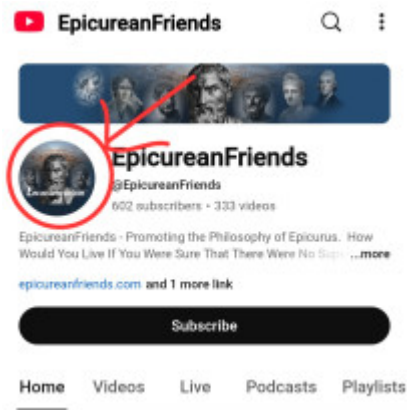 EpicureanFriends
EpicureanFriends
@EpicureanFriends
602 subscribers • 333 videos
EpicureanFriends - Promoting the Philosophy of Epicurus. How
Would You Live If You Were Sure That There Were No ...more
epicureanfriends.com and 1 more link
Subscribe
Home Videos Live Podcasts Playlists